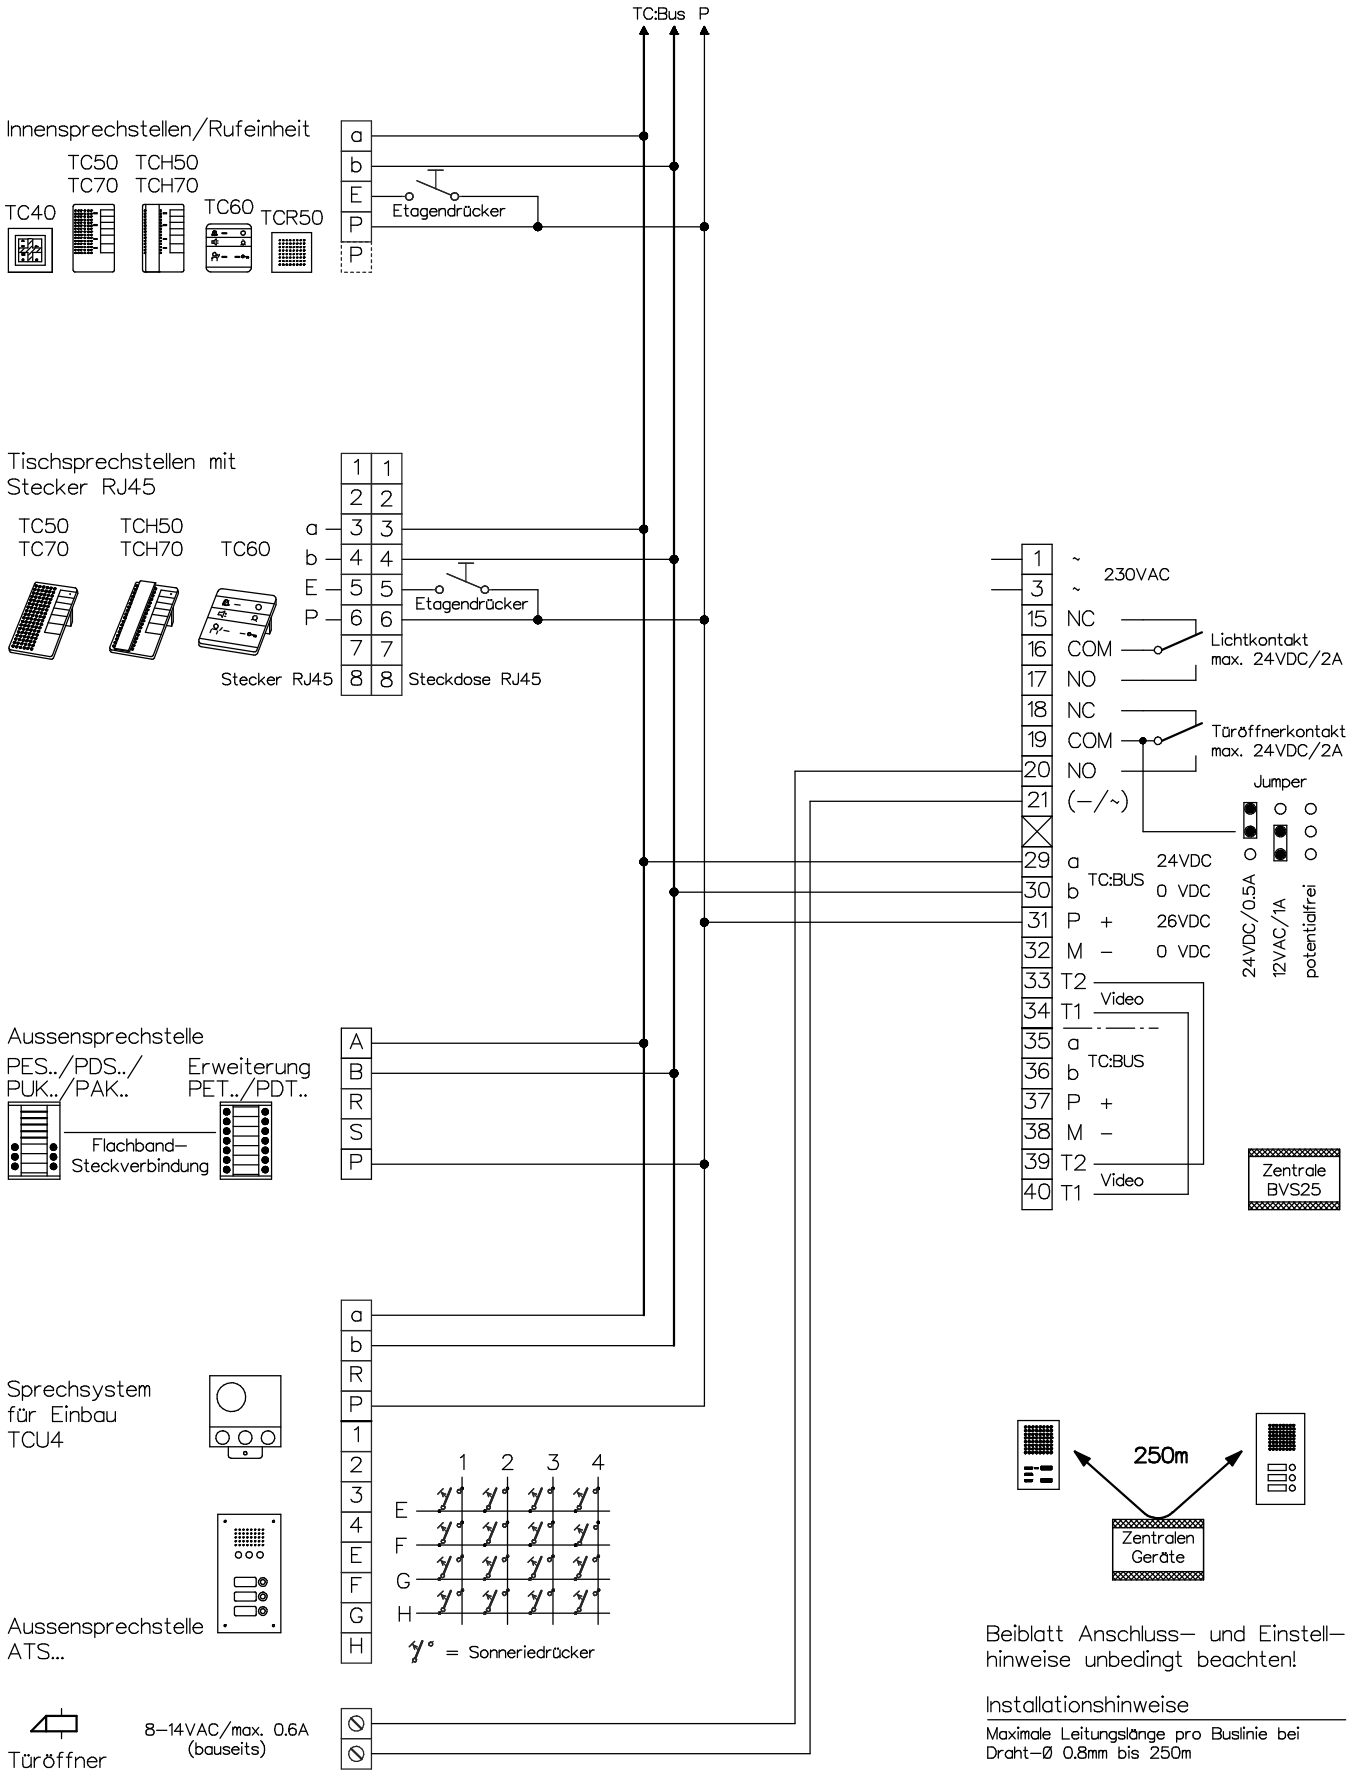 TC:Bus P
Innensprechstellen/Rufeinheit
TC50 TCH50
TC70 TCH70
TC40
TC60
TCR50
a
b
E
P
P
Etagendrücker
Tischsprechstellen mit
Stecker RJ45
TC50 TCH50
TC70 TCH70 TC60
1 1
2 2
a 3 3
b 4 4
E 5 5
P 6 6
7 7
8 8
Etagendrücker
Stecker RJ45
Steckdose RJ45
1 ~
3 ~
230VAC
15 NC
16 COM
17 NO
Lichtkontakt
max. 24VDC/2A
18 NC
19 COM
20 NO
Türöffnerkontakt
max. 24VDC/2A
21 (–/~)
Jumper
24VDC/0.5A
12VAC/1A
potentialfrei
29 a 24VDC
TC:BUS
30 b 0 VDC
31 P + 26VDC
32 M – 0 VDC
33 T2
Video
34 T1
35 a
TC:BUS
36 b
37 P +
38 M –
39 T2
Video
40 T1
Zentrale
BVS25
Aussensprechstelle
PES../PDS../
PUK../PAK..
Erweiterung
PET../PDT..
Flachband–
Steckverbindung
A
B
R
S
P
Sprechsystem
für Einbau
TCU4
a
b
R
P
1
2
3
4
E
F
G
H
1 2 3 4
E
F
G
H
= Sonneriedrücker
Aussensprechstelle
ATS...
8–14VAC/max. 0.6A
(bauseits)
Türöffner
250m
Zentralen
Geräte
Beiblatt Anschluss– und Einstell–
hinweise unbedingt beachten!
Installationshinweise
Maximale Leitungslänge pro Buslinie bei
Draht–Ø 0.8mm bis 250m